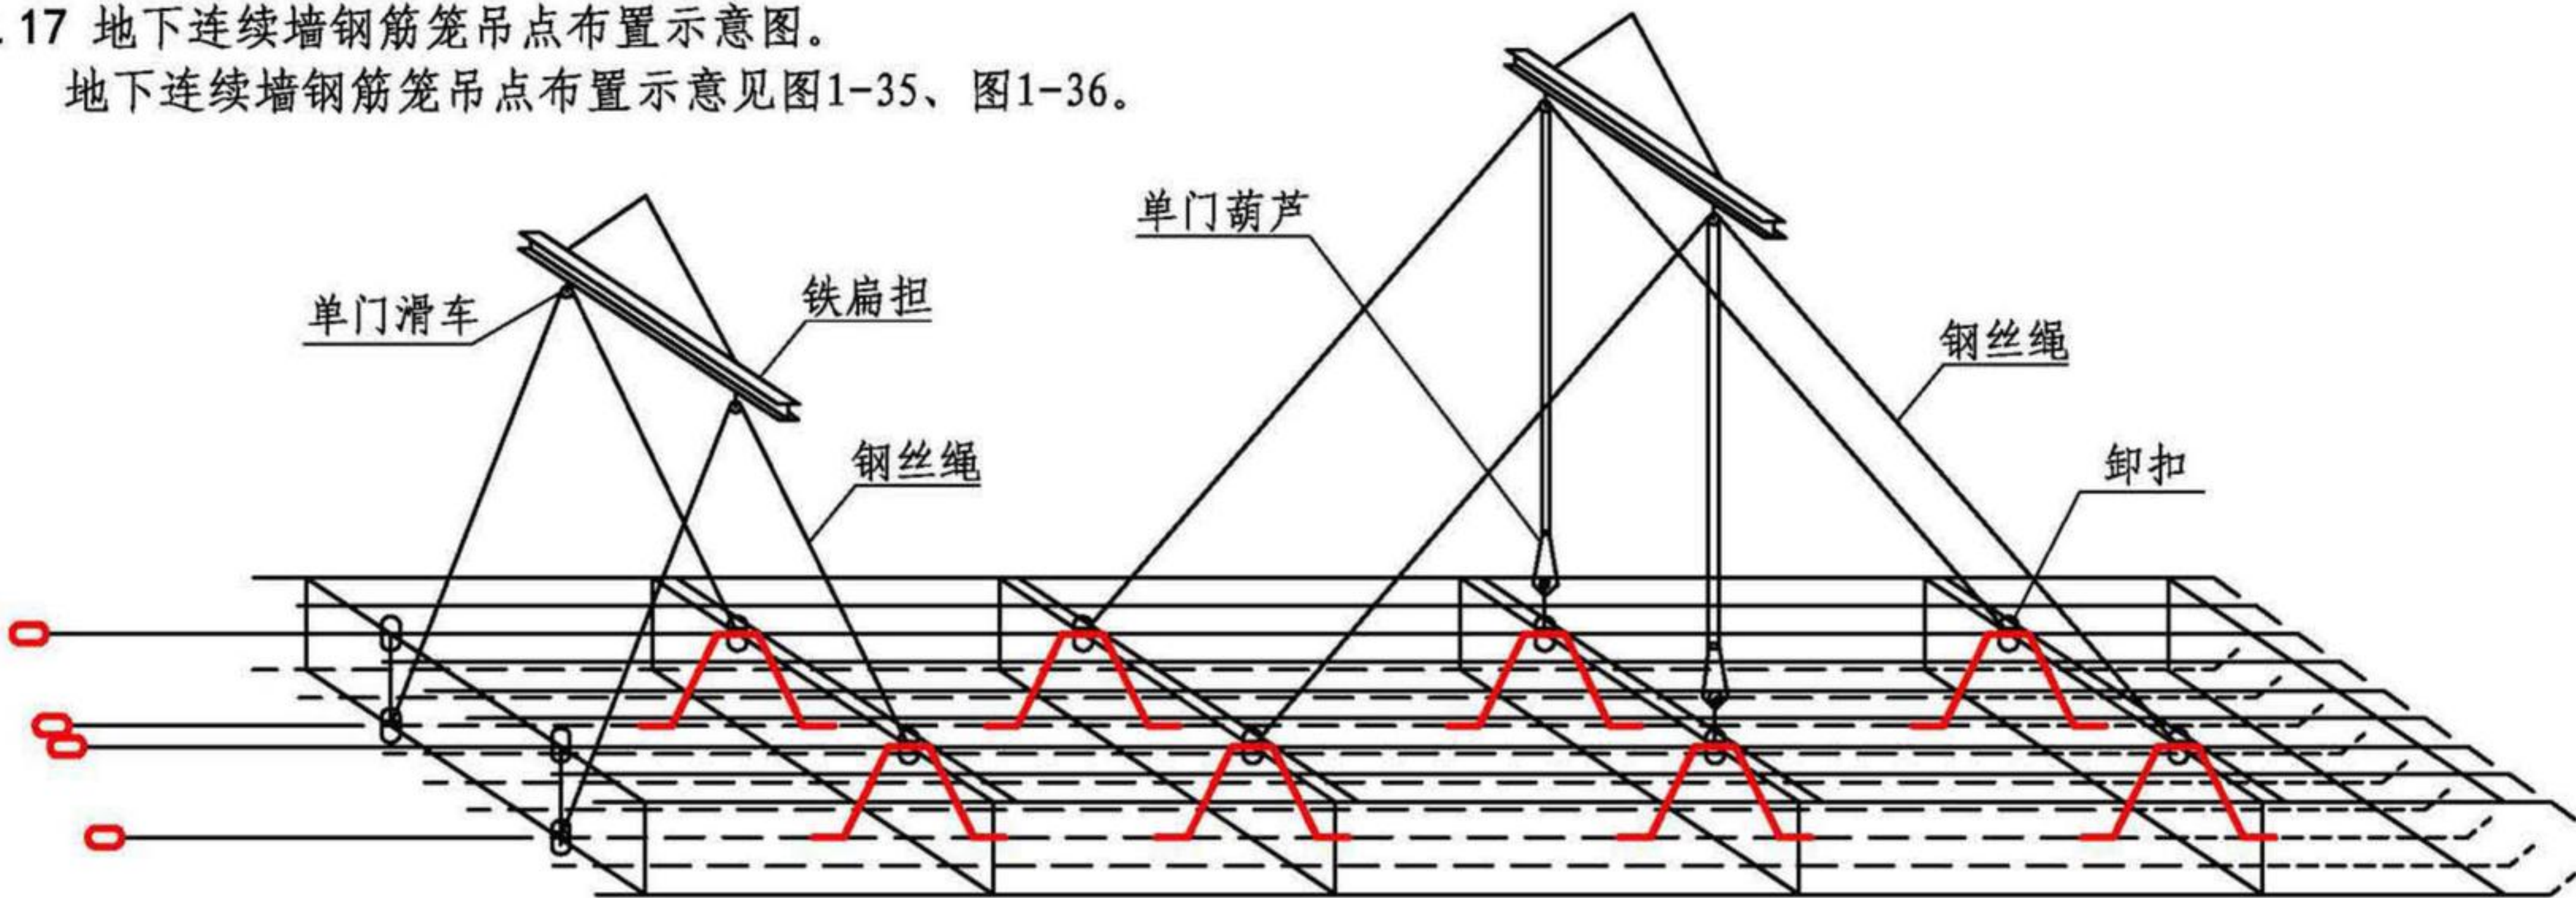 . 17 地下连续墙钢筋笼吊点布置示意图。
地下连续墙钢筋笼吊点布置示意见图1-35、图1-36。
单门葫芦
单门滑车
铁扁担
钢丝绳
钢丝绳
卸扣